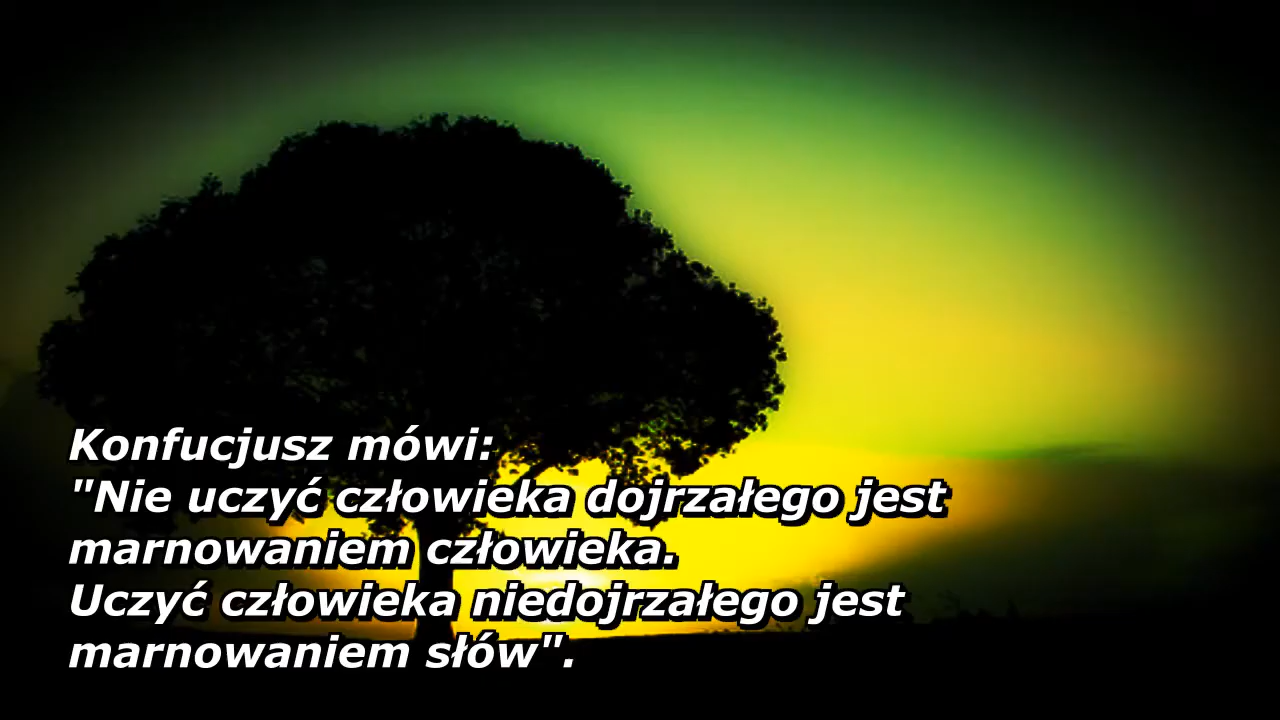 Konfucjusz mówi:
"Nie uczyć człowieka dojrzałego jest
marnowaniem człowieka.
Uczyć człowieka niedojrzałego jest
marnowaniem słów".